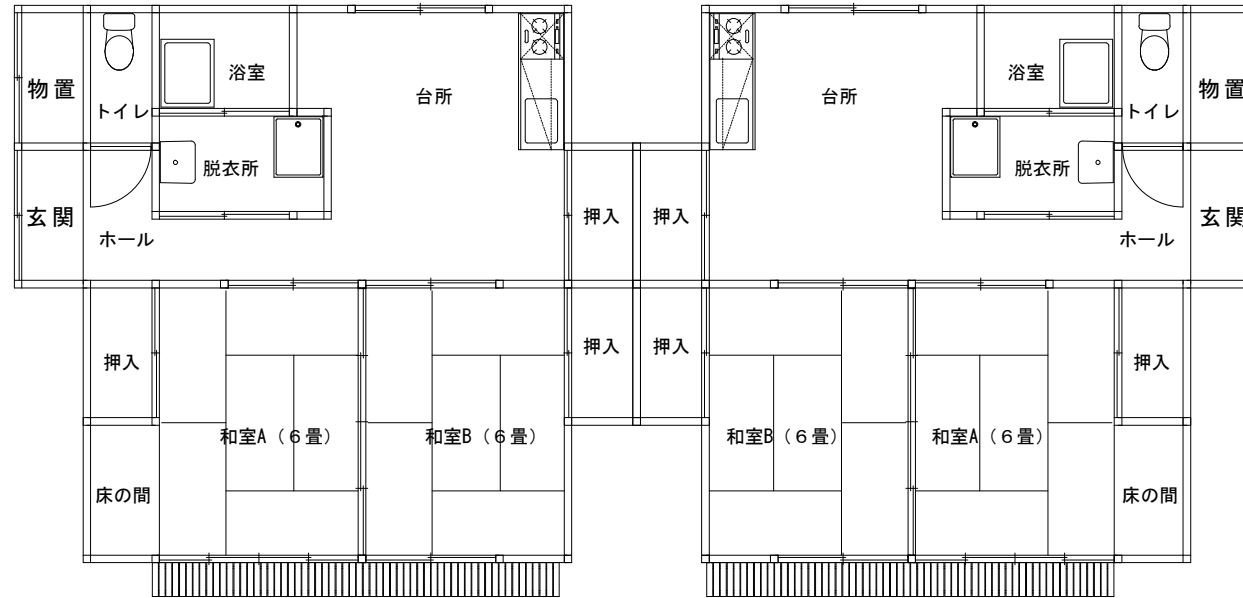 物置
トイレ
浴室
台所
脱衣所
玄関
ホール
押入
押入
押入
和室A（６畳）
和室B（６畳）
床の間
台所
浴室
トイレ
物置
脱衣所
押入
ホール
玄関
押入
押入
和室B（６畳）
和室A（６畳）
床の間